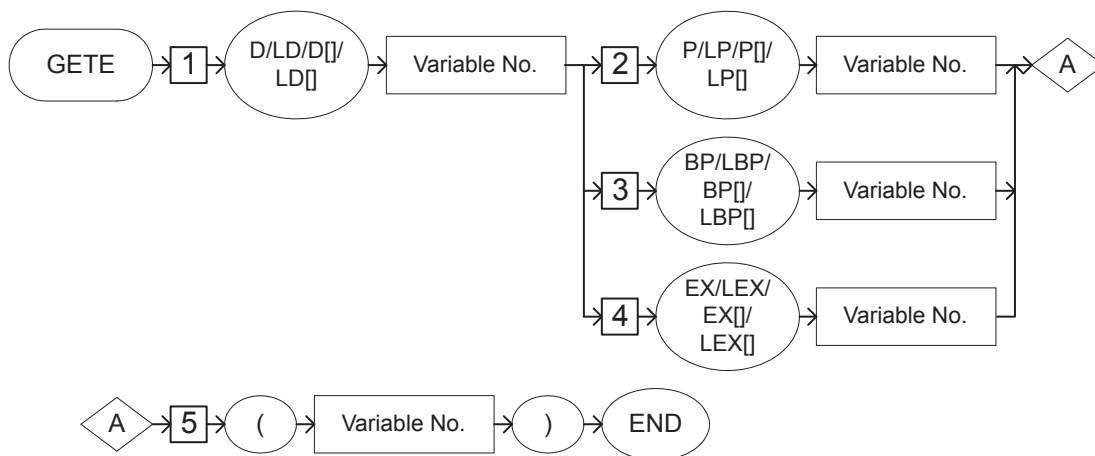 GETE
1
D/LD/D[]/
LD[]
Variable No.
2
P/LP/P[]/
LP[]
Variable No.
A
3
BP/LBP/
BP[]/
LBP[]
Variable No.
4
EX/LEX/
EX[]/
LEX[]
Variable No.
A
5
(
Variable No.
)
END